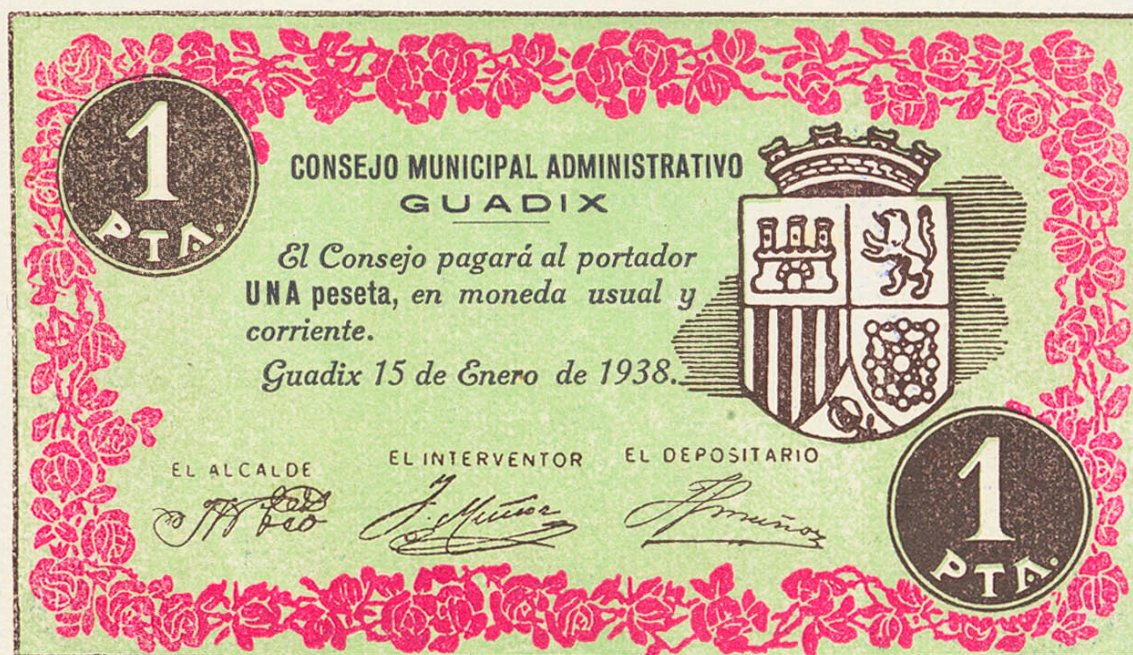 1
PTA.
CONSEJO MUNICIPAL ADMINISTRATIVO
GUADIX
El Consejo pagará al portador
UNA peseta, en moneda usual y
corriente.
Guadix 15 de Enero de 1938.
EL ALCALDE
EL INTERVENTOR
EL DEPOSITARIO
J. Muñoz
1
PTA.